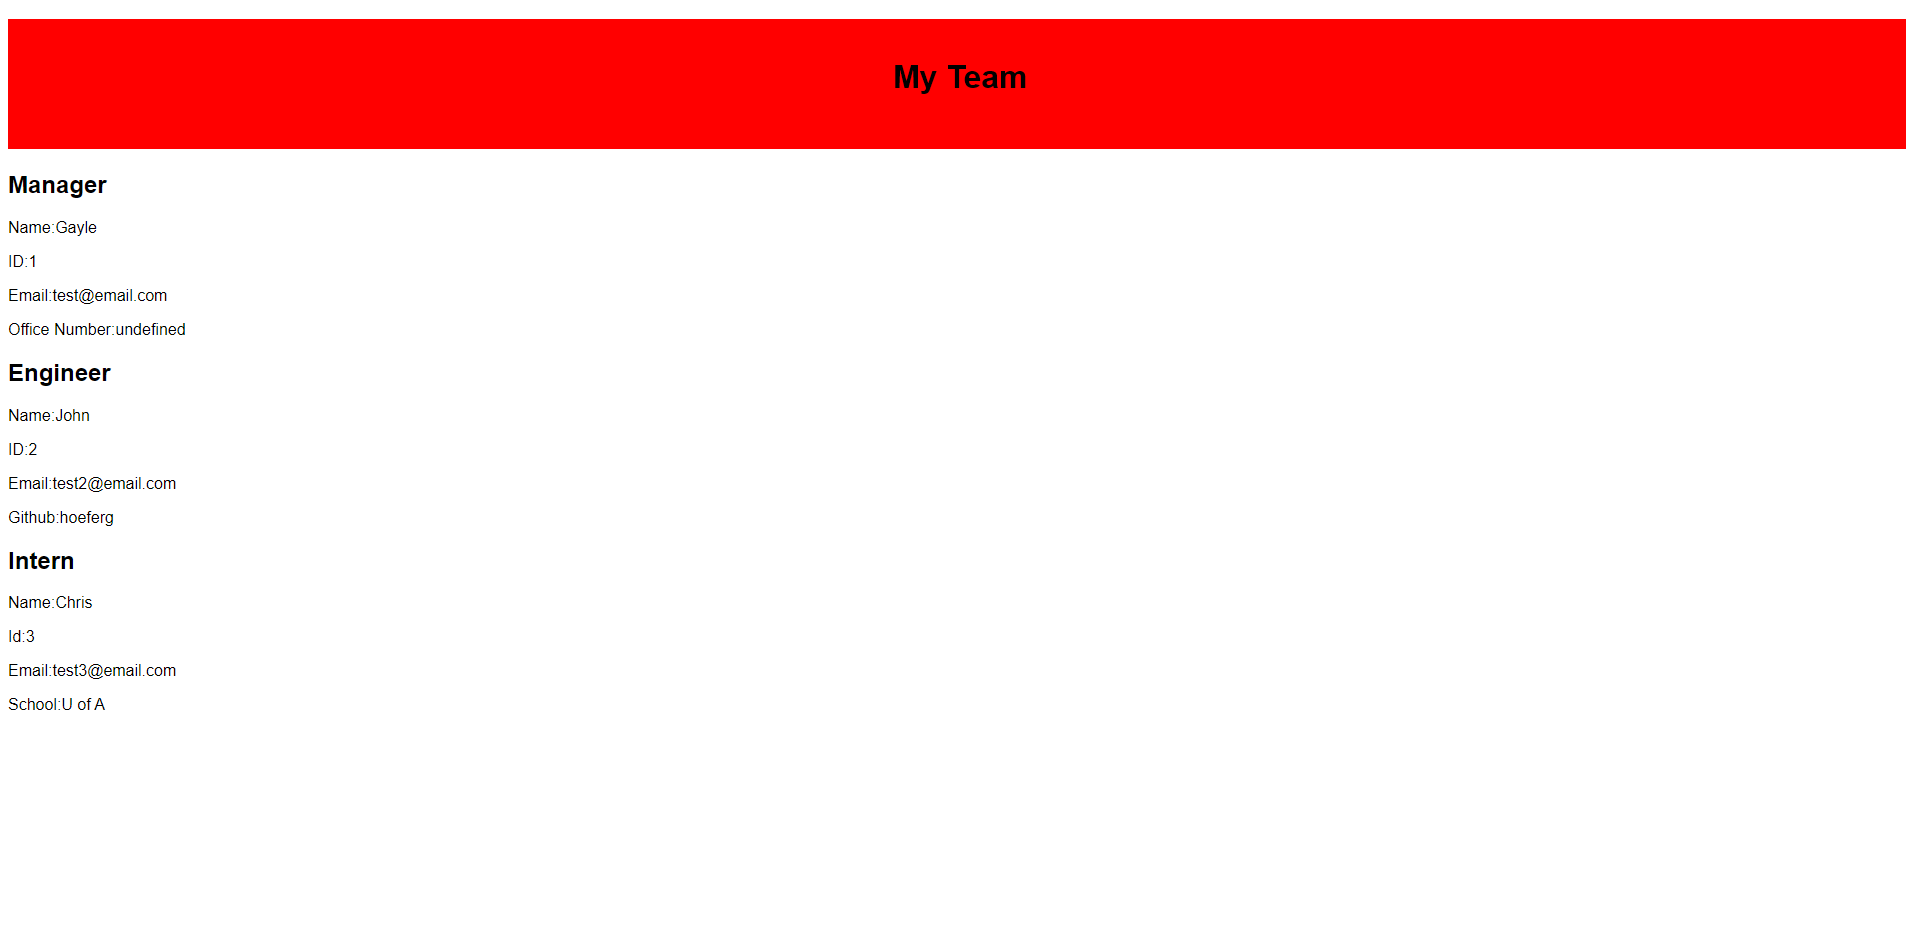 My Team
Manager
Name:Gayle
ID:1
Email:test@email.com
Office Number:undefined
Engineer
Name:John
ID:2
Email:test2@email.com
Github:hoeferg
Intern
Name:Chris
Id:3
Email:test3@email.com
School:U of A